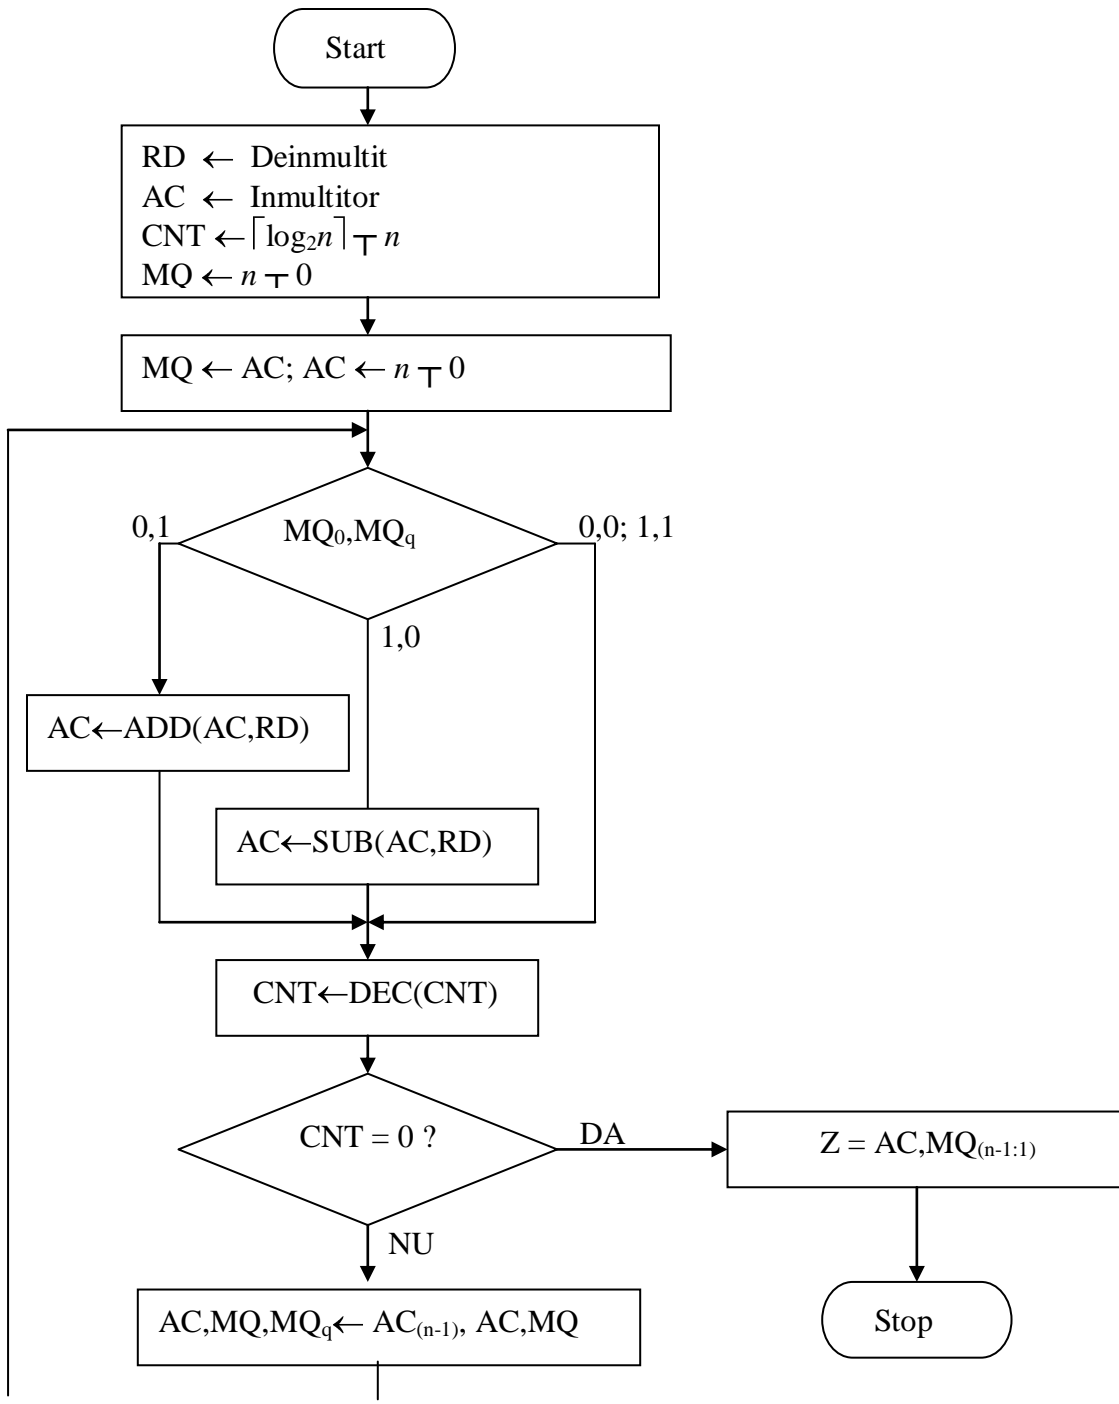 Start
RD ← Deinmultit
AC ← Inmultitor
CNT ← ⌈log₂n⌉ ┬ n
MQ ← n ┬ 0
MQ ← AC; AC ← n ┬ 0
0,1
MQ₀,MQq
0,0; 1,1
1,0
AC←ADD(AC,RD)
AC←SUB(AC,RD)
CNT←DEC(CNT)
CNT = 0 ?
DA
Z = AC,MQ(n-1:1)
NU
AC,MQ,MQq← AC(n-1), AC,MQ
Stop